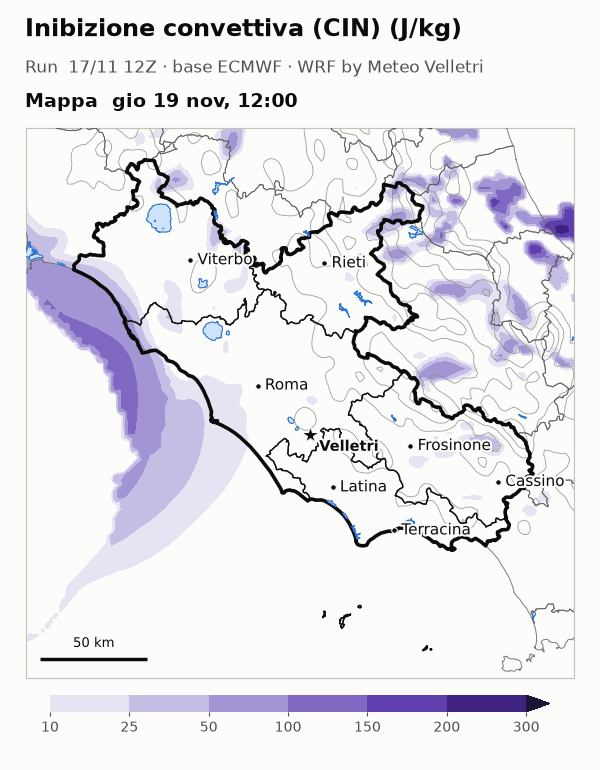 Inibizione convettiva (CIN) (J/kg)
Run  17/11 12Z · base ECMWF · WRF by Meteo Velletri
Mappa  gio 19 nov, 12:00
Viterbo
Rieti
Roma
Velletri
Frosinone
Cassino
Latina
Terracina
50 km
10 25 50 100 150 200 300